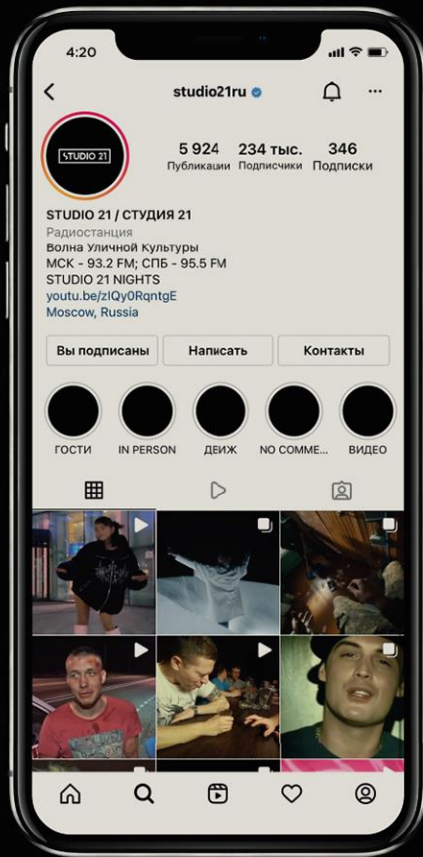 4:20
studio21ru
STUDIO 21
5 924 234 тыс. 346
Публикации Подписчики Подписки
STUDIO 21 / СТУДИЯ 21
Радиостанция
Волна Уличной Культуры
МСК - 93.2 FM; СПБ - 95.5 FM
STUDIO 21 NIGHTS
youtu.be/zlQy0RqntgE
Moscow, Russia
Вы подписаны Написать Контакты
ГОСТИ IN PERSON ДВИЖ NO COMME... ВИДЕО